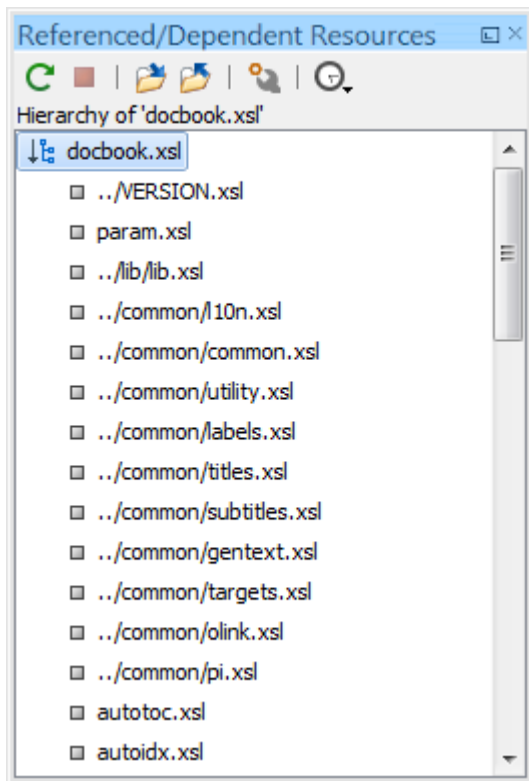 Referenced/Dependent Resources
Hierarchy of 'docbook.xsl'
docbook.xsl
../VERSION.xsl
param.xsl
../lib/lib.xsl
../common/l10n.xsl
../common/common.xsl
../common/utility.xsl
../common/labels.xsl
../common/titles.xsl
../common/subtitles.xsl
../common/gentext.xsl
../common/targets.xsl
../common/olink.xsl
../common/pi.xsl
autotoc.xsl
autoidx.xsl